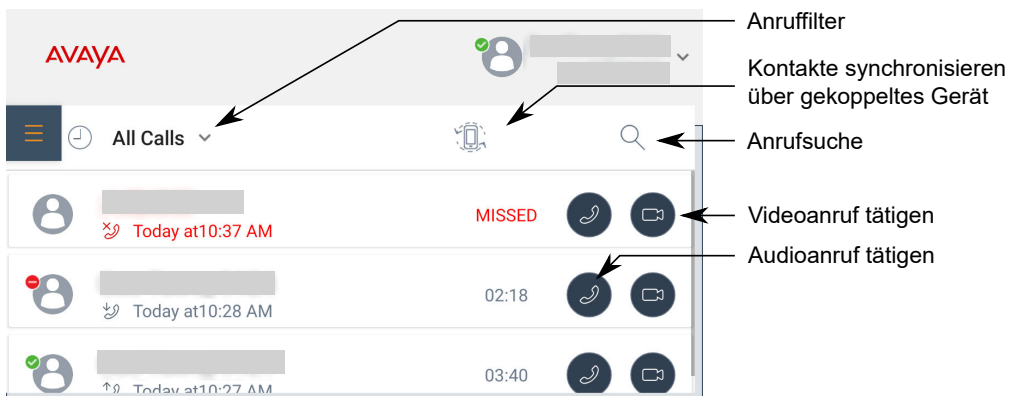 Anruffilter
AVAYA
Kontakte synchronisieren
über gekoppeltes Gerät
All Calls
Anrufsuche
MISSED
Videoanruf tätigen
Today at10:37 AM
Audioanruf tätigen
02:18
Today at10:28 AM
03:40
Today at10:27 AM